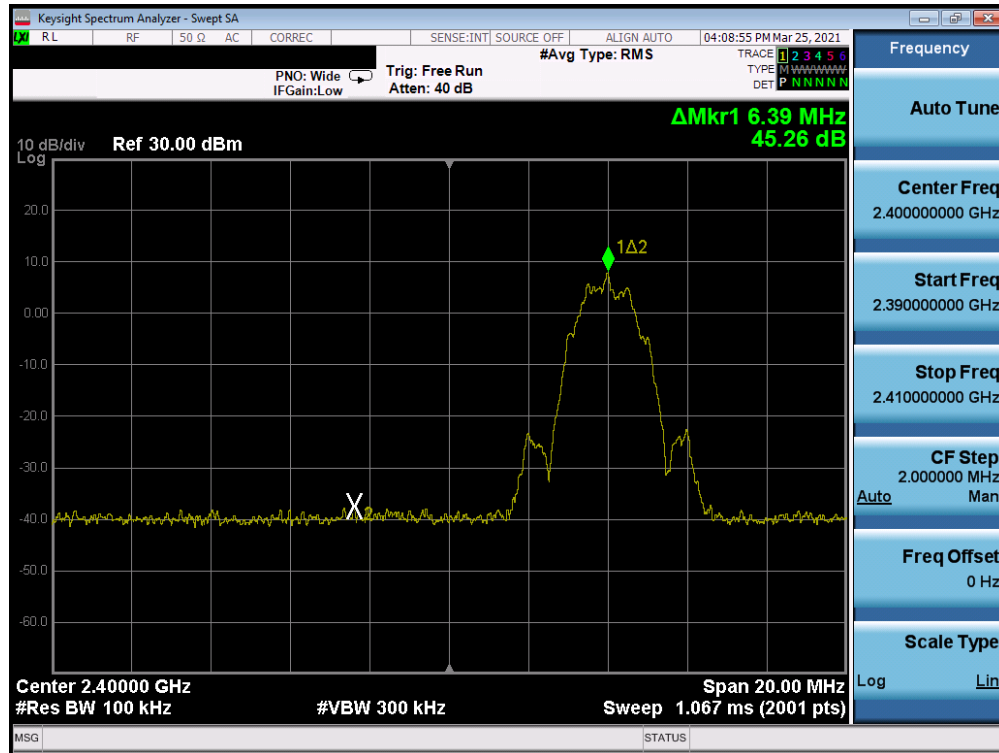 Keysight Spectrum Analyzer - Swept SA
LXI RL RF 50 Ω AC CORREC SENSE:INT SOURCE OFF ALIGN AUTO 04:08:55 PM Mar 25, 2021
#Avg Type: RMS
TRACE 1 2 3 4 5 6
PNO: Wide Trig: Free Run
TYPE M WWWWW
IFGain:Low Atten: 40 dB
DET P N N N N N
ΔMkr1 6.39 MHz
45.26 dB
10 dB/div Ref 30.00 dBm
Log
20.0
10.0
0.00
-10.0
-20.0
-30.0
-40.0
-50.0
-60.0
1Δ2
X2
Center 2.40000 GHz Span 20.00 MHz
#Res BW 100 kHz #VBW 300 kHz Sweep 1.067 ms (2001 pts)
MSG STATUS
Frequency
Auto Tune
Center Freq
2.400000000 GHz
Start Freq
2.390000000 GHz
Stop Freq
2.410000000 GHz
CF Step
2.000000 MHz
Auto Man
Freq Offset
0 Hz
Scale Type
Log Lin